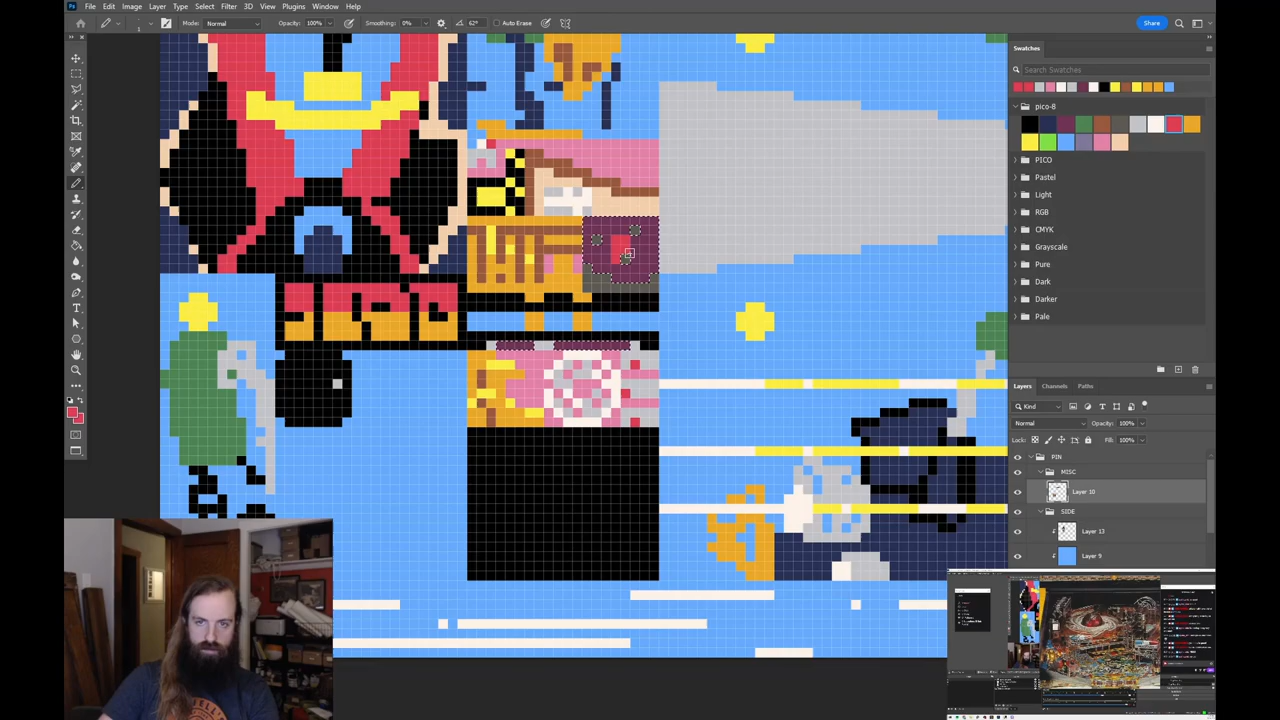 File Edit Image Layer Type Select Filter 3D View Plugins Window Help
Mode: Normal Opacity: 100% Smoothing: 0% 62° Auto Erase Share
Swatches
Search Swatches
pico-8
PICO
Pastel
Light
RGB
CMYK
Grayscale
Pure
Dark
Darker
Pale
Layers Channels Paths
Kind
Normal Opacity: 100%
Lock: Fill: 100%
PIN
MISC
Layer 10
SIDE
Layer 13
Layer 9